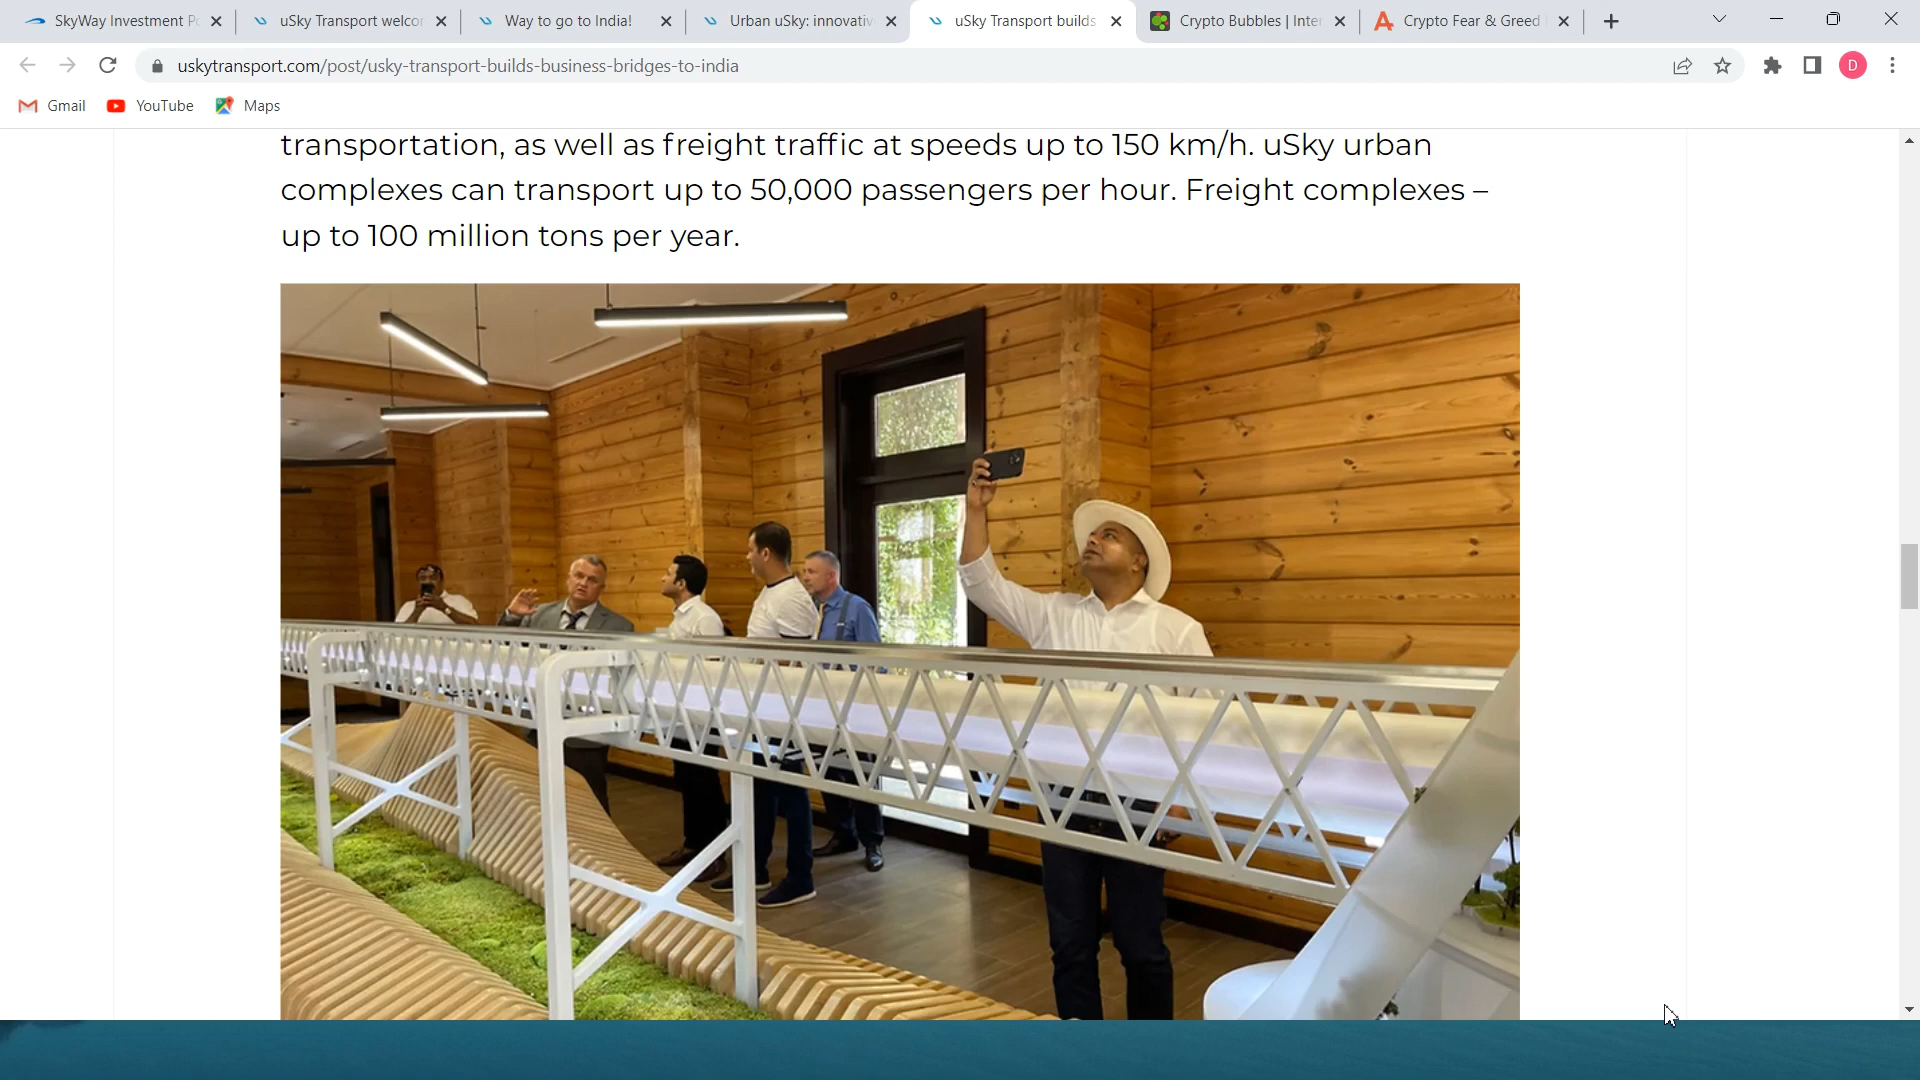 SkyWay Investment Po
uSky Transport welcor
Way to go to India!
Urban uSky: innovativ
uSky Transport builds
Crypto Bubbles | Inter
Crypto Fear & Greed
uskytransport.com/post/usky-transport-builds-business-bridges-to-india
D
Gmail
YouTube
Maps
transportation, as well as freight traffic at speeds up to 150 km/h. uSky urban
complexes can transport up to 50,000 passengers per hour. Freight complexes –
up to 100 million tons per year.